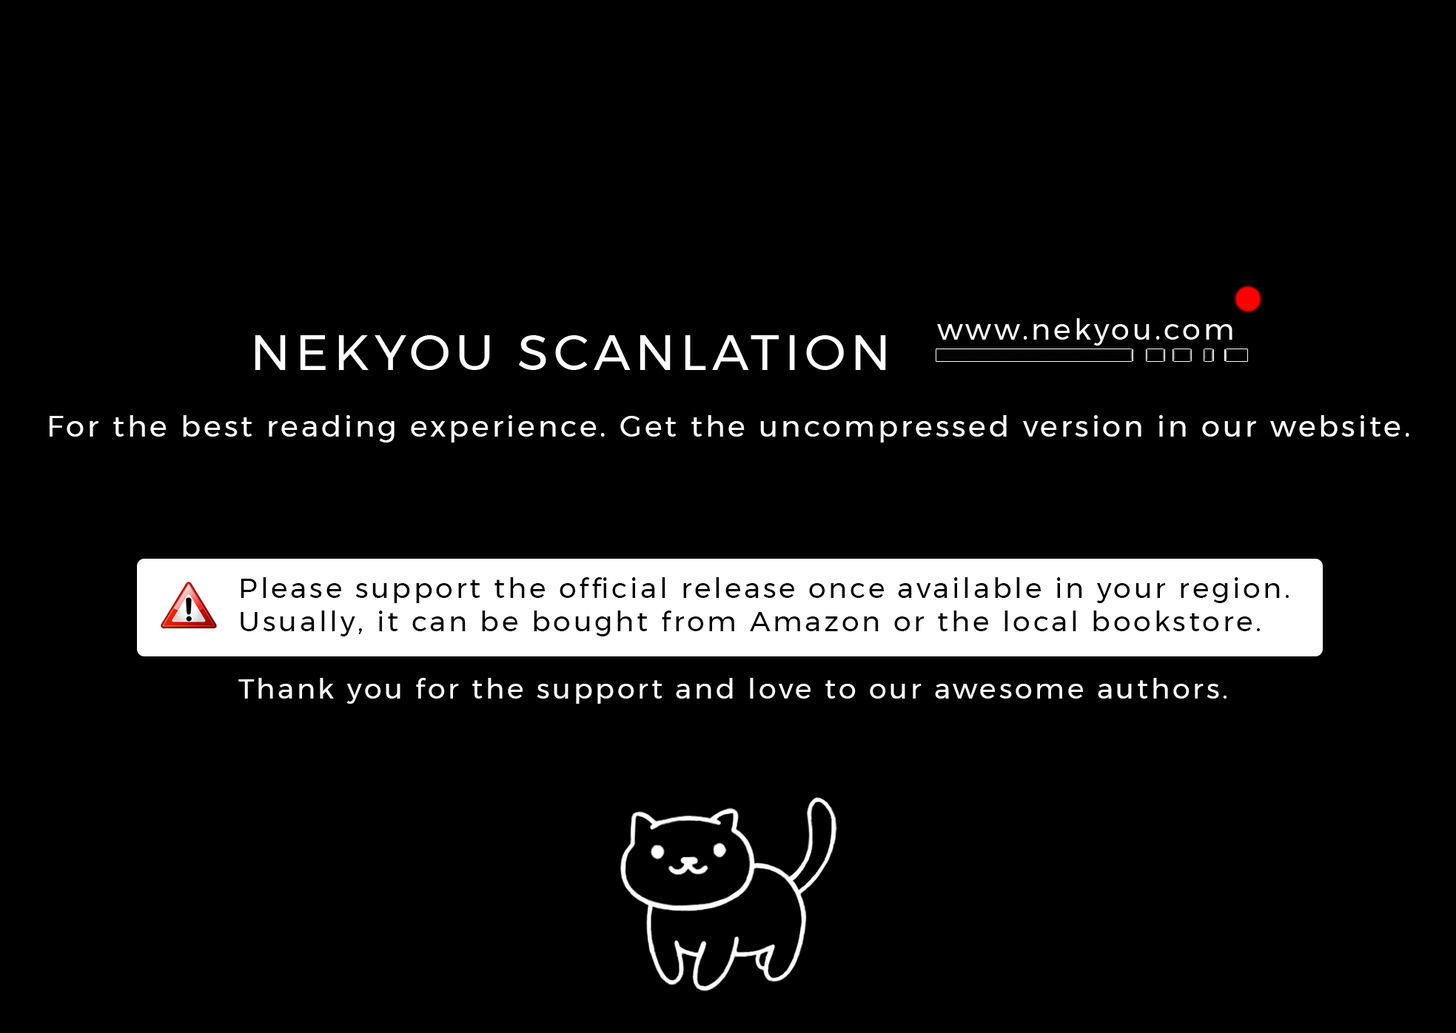 NEKYOU SCANLATION
www.nekyou.com
For the best reading experience. Get the uncompressed version in our website.
Please support the official release once available in your region.
Usually, it can be bought from Amazon or the local bookstore.
Thank you for the support and love to our awesome authors.